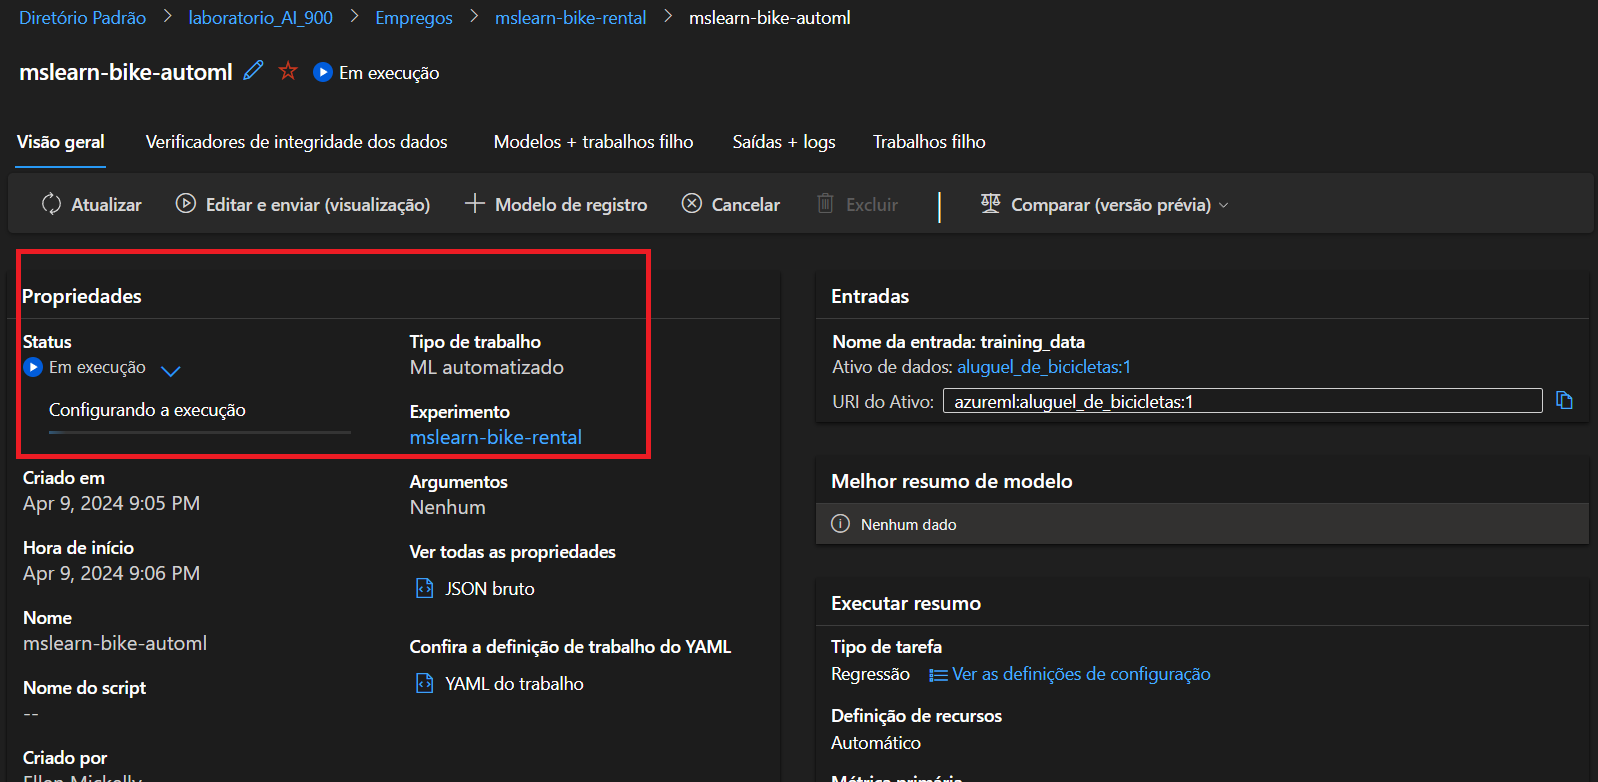 Diretório Padrão > laboratorio_AI_900 > Empregos > mslearn-bike-rental > mslearn-bike-automl
mslearn-bike-automl Em execução
Visão geral Verificadores de integridade dos dados Modelos + trabalhos filho Saídas + logs Trabalhos filho
Atualizar Editar e enviar (visualização) Modelo de registro Cancelar Excluir | Comparar (versão prévia)
Propriedades
Status
Em execução
Configurando a execução
Criado em
Apr 9, 2024 9:05 PM
Hora de início
Apr 9, 2024 9:06 PM
Nome
mslearn-bike-automl
Nome do script
--
Criado por
Tipo de trabalho
ML automatizado
Experimento
mslearn-bike-rental
Argumentos
Nenhum
Ver todas as propriedades
JSON bruto
Confira a definição de trabalho do YAML
YAML do trabalho
Entradas
Nome da entrada: training_data
Ativo de dados: aluguel_de_bicicletas:1
URI do Ativo: azureml:aluguel_de_bicicletas:1
Melhor resumo de modelo
Nenhum dado
Executar resumo
Tipo de tarefa
Regressão Ver as definições de configuração
Definição de recursos
Automático
Métrica primária